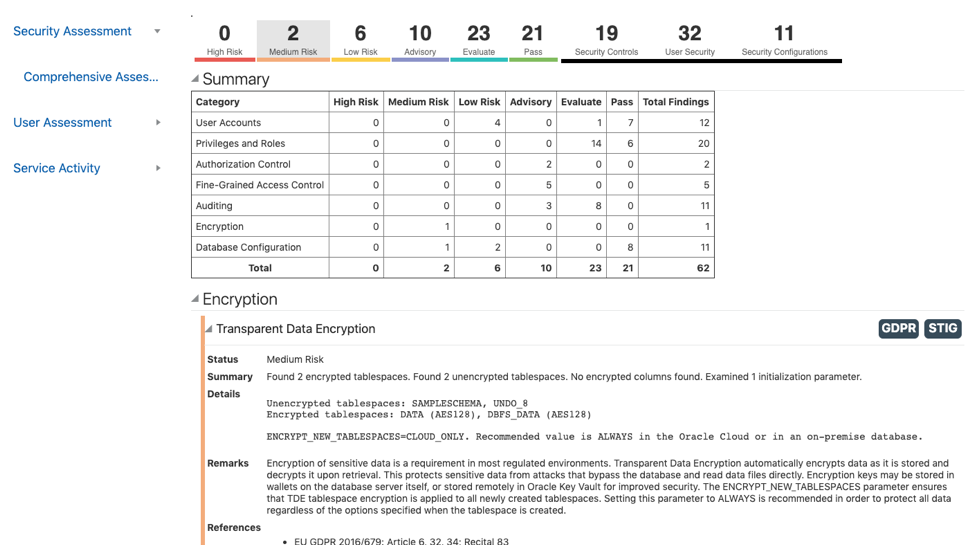 Security Assessment
Comprehensive Asses...
User Assessment
Service Activity
0 2 6 10 23 21 19 32 11
High Risk Medium Risk Low Risk Advisory Evaluate Pass Security Controls User Security Security Configurations
Summary
Category High Risk Medium Risk Low Risk Advisory Evaluate Pass Total Findings
User Accounts 0 0 4 0 1 7 12
Privileges and Roles 0 0 0 0 14 6 20
Authorization Control 0 0 0 2 0 0 2
Fine-Grained Access Control 0 0 0 5 0 0 5
Auditing 0 0 0 3 8 0 11
Encryption 0 1 0 0 0 0 1
Database Configuration 0 1 2 0 0 8 11
Total 0 2 6 10 23 21 62
Encryption
Transparent Data Encryption GDPR STIG
Status Medium Risk
Summary Found 2 encrypted tablespaces. Found 2 unencrypted tablespaces. No encrypted columns found. Examined 1 initialization parameter.
Details
Unencrypted tablespaces: SAMPLESCHEMA, UNDO_8
Encrypted tablespaces: DATA (AES128), DBFS_DATA (AES128)
ENCRYPT_NEW_TABLESPACES=CLOUD_ONLY. Recommended value is ALWAYS in the Oracle Cloud or in an on-premise database.
Remarks Encryption of sensitive data is a requirement in most regulated environments. Transparent Data Encryption automatically encrypts data as it is stored and
decrypts it upon retrieval. This protects sensitive data from attacks that bypass the database and read data files directly. Encryption keys may be stored in
wallets on the database server itself, or stored remotely in Oracle Key Vault for improved security. The ENCRYPT_NEW_TABLESPACES parameter ensures
that TDE tablespace encryption is applied to all newly created tablespaces. Setting this parameter to ALWAYS is recommended in order to protect all data
regardless of the options specified when the tablespace is created.
References
• EU GDPR 2016/679: Article 6, 32, 34; Recital 83